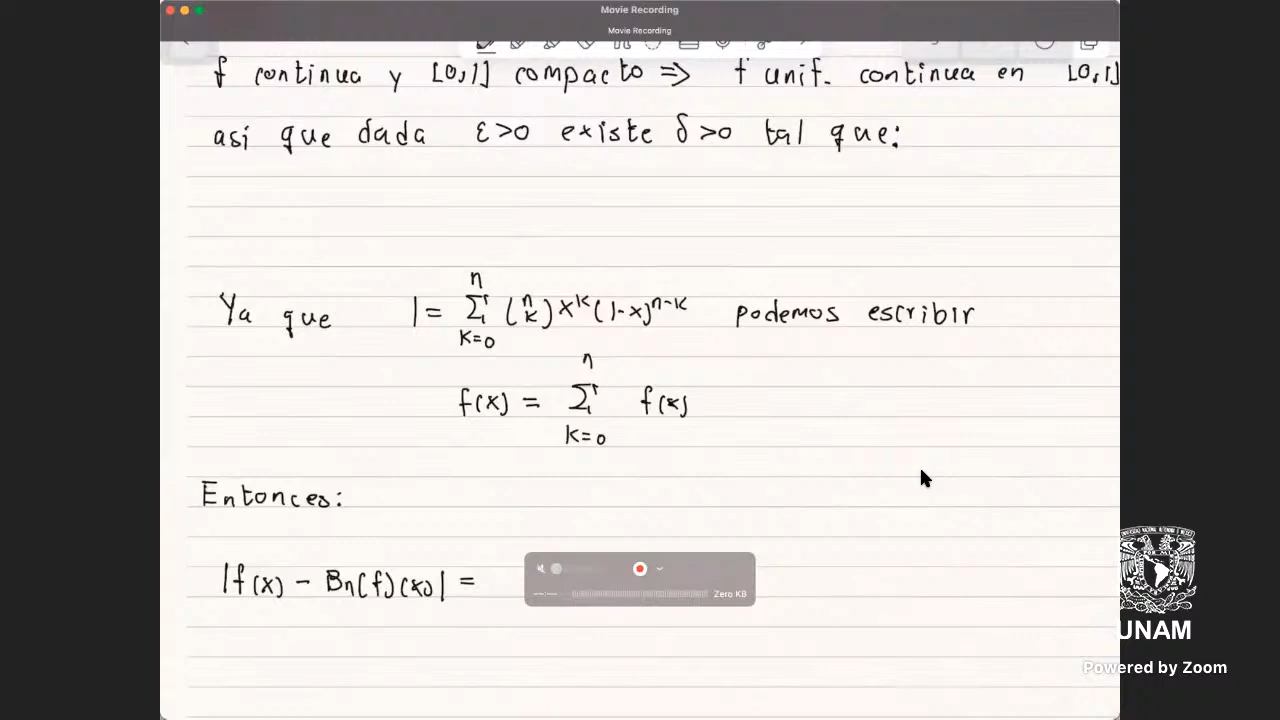 Movie Recording
Movie Recording
f continua y [0,1] compacto ⇒ f unif. continua en [0,1]
así que dada ε>0 existe δ>0 tal que:
Ya que 1 = Σ_{k=0}^{n} (n k) x^k (1-x)^{n-k} podemos escribir
f(x) = Σ_{k=0}^{n} f(x)
Entonces:
|f(x) - Bn(f)(x)| =
--:-- Zero KB
UNAM
Powered by Zoom